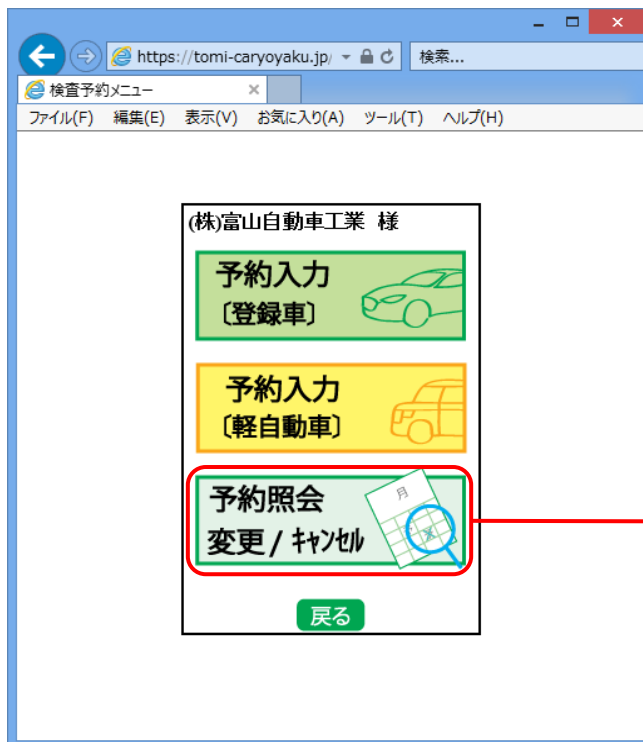 https://tomi-caryoyaku.jp/
検索...
検査予約メニュー
ファイル(F) 編集(E) 表示(V) お気に入り(A) ツール(T) ヘルプ(H)
(株)富山自動車工業 様
予約入力
〔登録車〕
予約入力
〔軽自動車〕
予約照会
月
変更 / ｷｬﾝｾﾙ
戻る